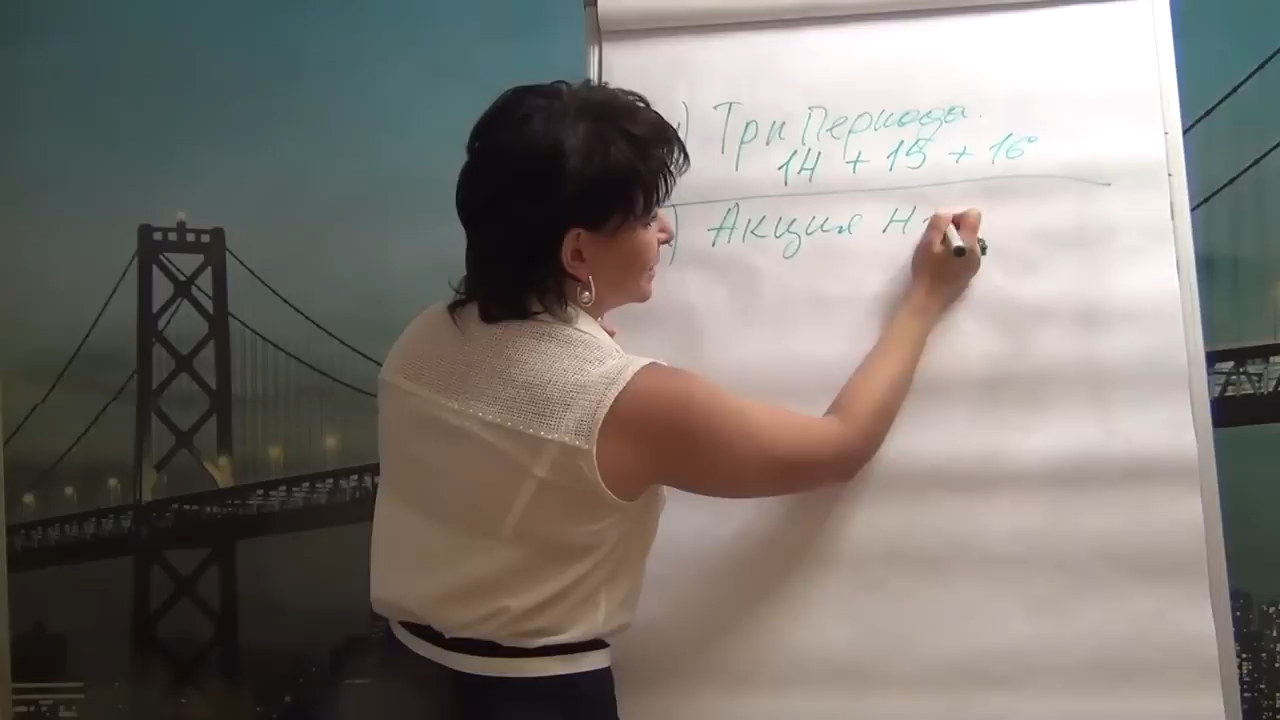 ) Три Периода.
14 + 15 + 16
) Акция Н